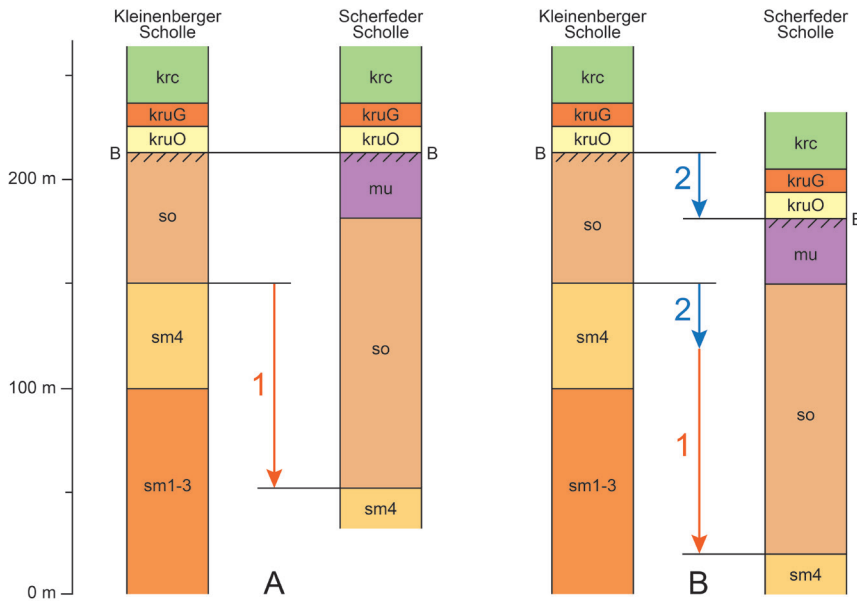 Kleinenberger
Scholle
Scherfeder
Scholle
Kleinenberger
Scholle
Scherfeder
Scholle
krc
kruG
kruO
B
so
sm4
sm1-3
krc
kruG
kruO
B
mu
so
sm4
1
A
krc
kruG
kruO
B
so
sm4
sm1-3
2
2
1
B
krc
kruG
kruO
B
mu
so
sm4
200 m
100 m
0 m